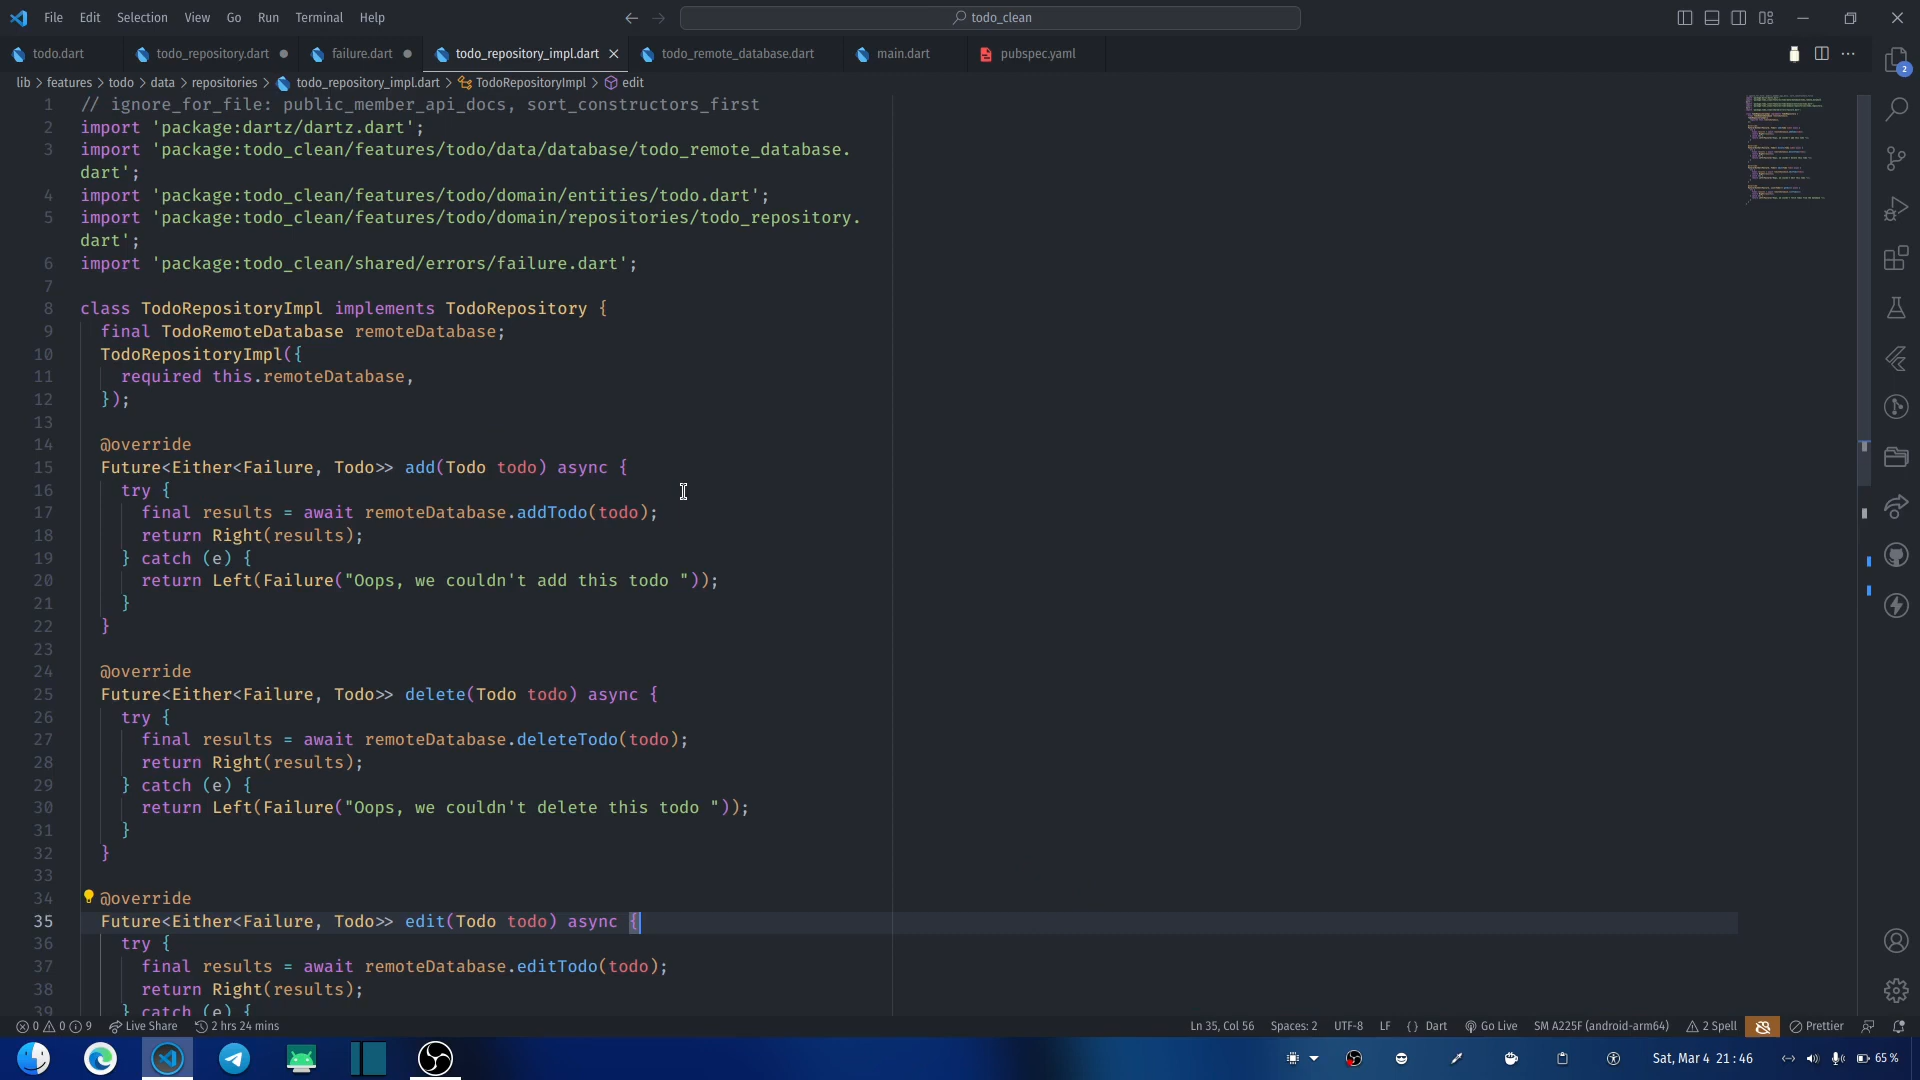 File Edit Selection View Go Run Terminal Help
todo_clean
todo.dart todo_repository.dart failure.dart todo_repository_impl.dart todo_remote_database.dart main.dart pubspec.yaml
lib > features > todo > data > repositories > todo_repository_impl.dart > TodoRepositoryImpl > edit
2
1 // ignore_for_file: public_member_api_docs, sort_constructors_first
2 import 'package:dartz/dartz.dart';
3 import 'package:todo_clean/features/todo/data/database/todo_remote_database.
dart';
4 import 'package:todo_clean/features/todo/domain/entities/todo.dart';
5 import 'package:todo_clean/features/todo/domain/repositories/todo_repository.
dart';
6 import 'package:todo_clean/shared/errors/failure.dart';
7
8 class TodoRepositoryImpl implements TodoRepository {
9 final TodoRemoteDatabase remoteDatabase;
10 TodoRepositoryImpl({
11 required this.remoteDatabase,
12 });
13
14 @override
15 Future<Either<Failure, Todo>> add(Todo todo) async {
16 try {
17 final results = await remoteDatabase.addTodo(todo);
18 return Right(results);
19 } catch (e) {
20 return Left(Failure("Oops, we couldn't add this todo "));
21 }
22 }
23
24 @override
25 Future<Either<Failure, Todo>> delete(Todo todo) async {
26 try {
27 final results = await remoteDatabase.deleteTodo(todo);
28 return Right(results);
29 } catch (e) {
30 return Left(Failure("Oops, we couldn't delete this todo "));
31 }
32 }
33
34 @override
35 Future<Either<Failure, Todo>> edit(Todo todo) async {
36 try {
37 final results = await remoteDatabase.editTodo(todo);
38 return Right(results);
39 } catch (e) {
0 0 9 Live Share 2 hrs 24 mins Ln 35, Col 56 Spaces: 2 UTF-8 LF { } Dart Go Live SM A225F (android-arm64) 2 Spell Prettier
Sat, Mar 4 21:46 65 %